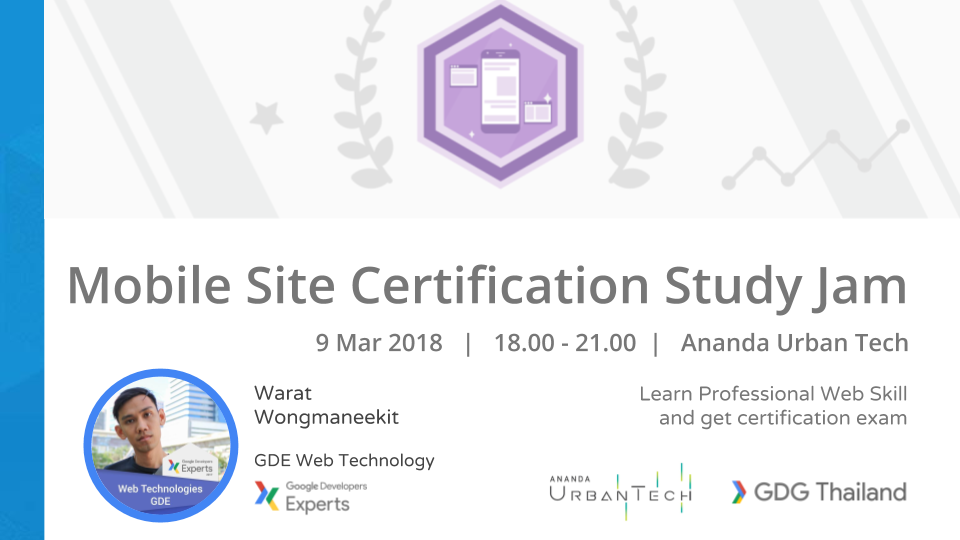 Mobile Site Certification Study Jam
9 Mar 2018 | 18.00 - 21.00 | Ananda Urban Tech
Warat
Wongmaneekit
GDE Web Technology
Google Developers
Experts
Learn Professional Web Skill
and get certification exam
Google Developers
Experts
Web Technologies
GDE
ANANDA
URBANTECH
GDG Thailand